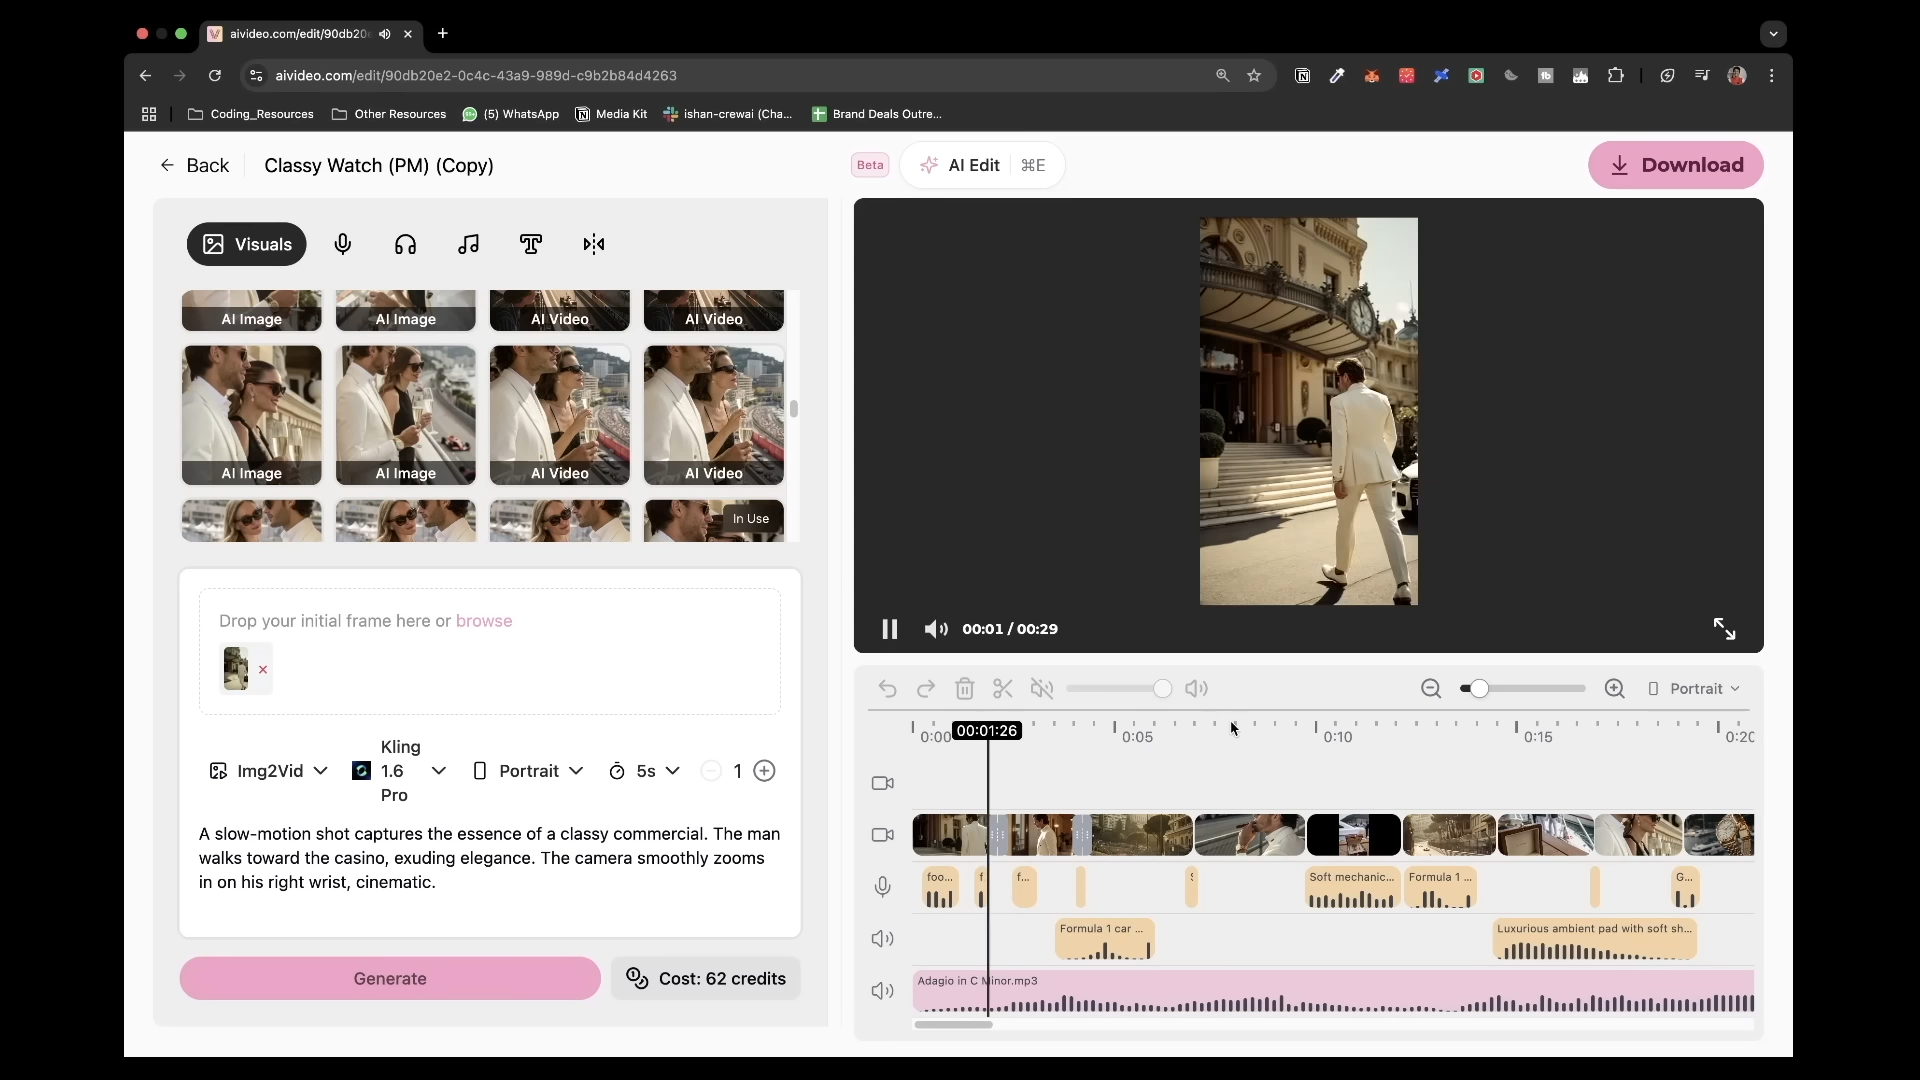 aivideo.com/edit/90db20
aivideo.com/edit/90db20e2-0c4c-43a9-989d-c9b2b84d4263
Coding_Resources
Other Resources
(5) WhatsApp
Media Kit
ishan-crewai (Cha...
Brand Deals Outre...
Back
Classy Watch (PM) (Copy)
Beta
AI Edit
⌘E
Download
Visuals
AI Image
AI Image
AI Video
AI Video
AI Image
AI Image
AI Video
AI Video
In Use
Drop your initial frame here or browse
Img2Vid
Kling
1.6
Pro
Portrait
5s
1
A slow-motion shot captures the essence of a classy commercial. The man
walks toward the casino, exuding elegance. The camera smoothly zooms
in on his right wrist, cinematic.
Generate
Cost: 62 credits
00:01 / 00:29
Portrait
0:00
00:01:26
0:05
0:10
0:15
0:20
foo...
f
f...
Soft mechanic...
Formula 1 ...
G...
Formula 1 car ...
Luxurious ambient pad with soft sh...
Adagio in C Minor.mp3